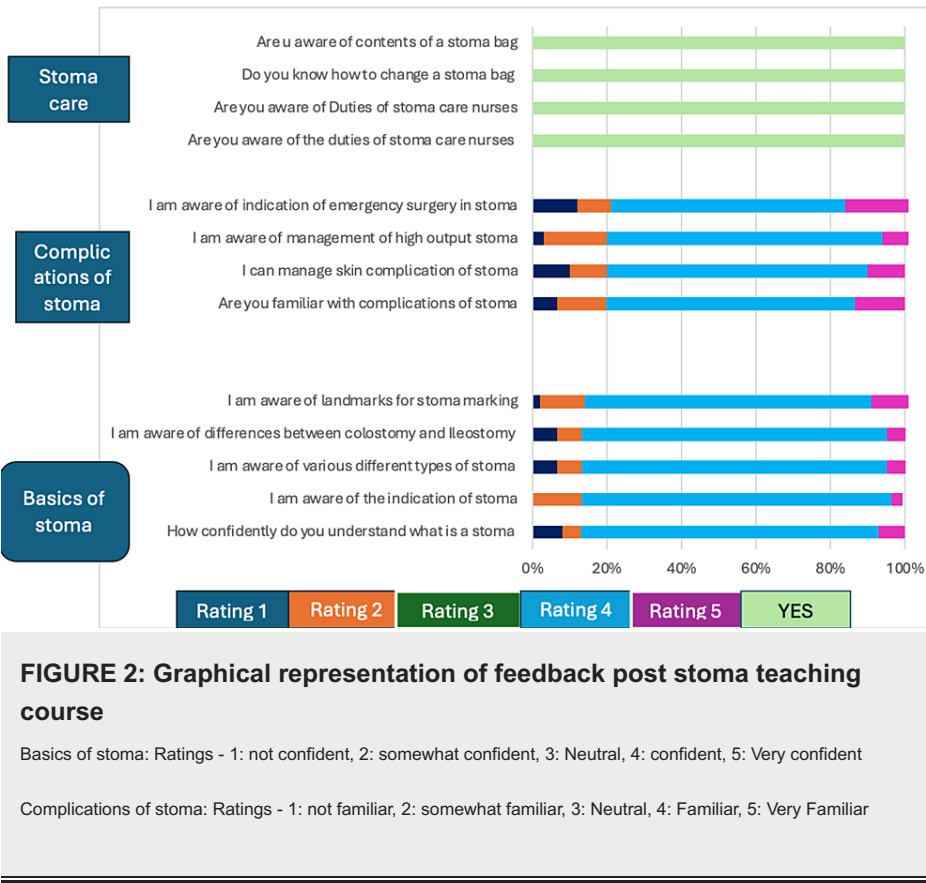 Are u aware of contents of a stoma bag
Do you know how to change a stoma bag
Are you aware of Duties of stoma care nurses
Are you aware of the duties of stoma care nurses
Stoma
care
I am aware of indication of emergency surgery in stoma
I am aware of management of high output stoma
I can manage skin complication of stoma
Are you familiar with complications of stoma
Complic
ations of
stoma
I am aware of landmarks for stoma marking
I am aware of differences between colostomy and Ileostomy
I am aware of various different types of stoma
I am aware of the indication of stoma
How confidently do you understand what is a stoma
Basics of
stoma
0% 20% 40% 60% 80% 100%
Rating 1 Rating 2 Rating 3 Rating 4 Rating 5 YES
FIGURE 2: Graphical representation of feedback post stoma teaching
course
Basics of stoma: Ratings - 1: not confident, 2: somewhat confident, 3: Neutral, 4: confident, 5: Very confident
Complications of stoma: Ratings - 1: not familiar, 2: somewhat familiar, 3: Neutral, 4: Familiar, 5: Very Familiar